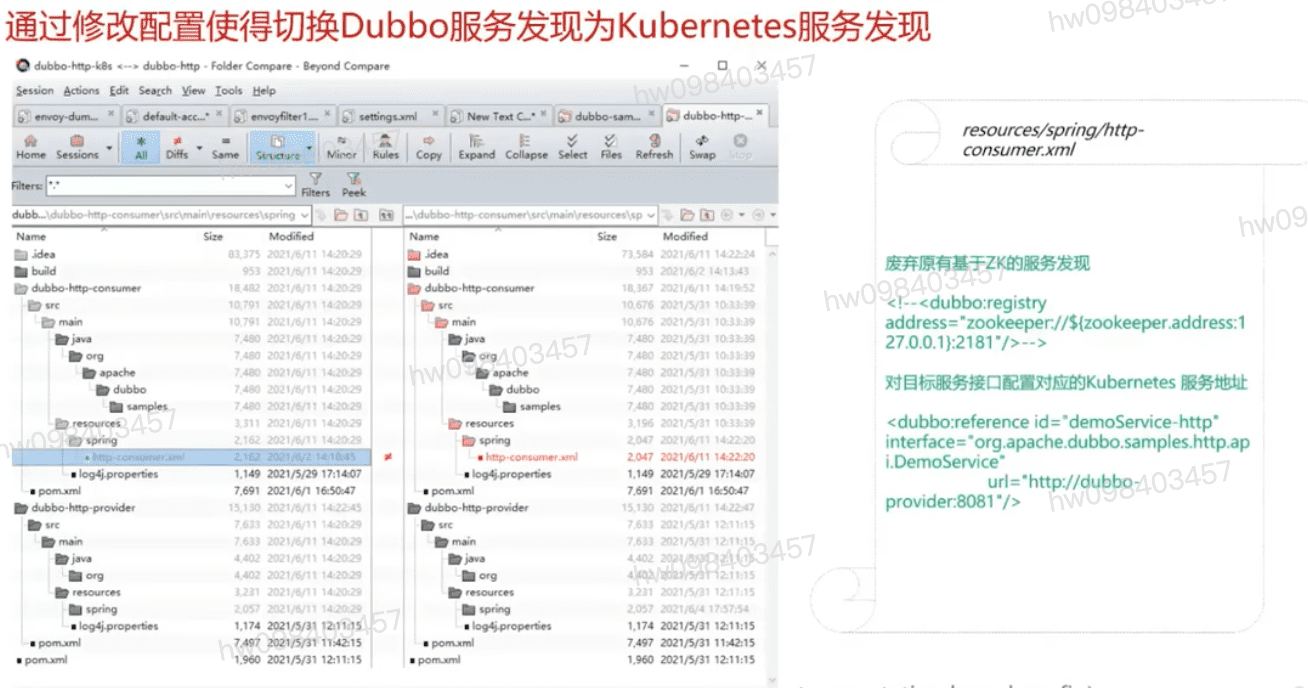 通过修改配置使得切换Dubbo服务发现为Kubernetes服务发现
dubbo-http-k8s <--> dubbo-http - Folder Compare - Beyond Compare
Session Actions Edit Search View Tools Help
envoy-dum... default-acc...* envoyfilter1.... settings.xml New Text C...* dubbo-sam... dubbo-http-...
Home Sessions All Diffs Same Structure Minor Rules Copy Expand Collapse Select Files Refresh Swap Stop
Filters: *.* Filters Peek
dubb...\dubbo-http-consumer\src\main\resources\spring ...\dubbo-http-consumer\src\main\resources\sp
Name Size Modified Name Size Modified
.idea 83,375 2021/6/11 14:20:29 .idea 73,584 2021/6/11 14:22:24
build 953 2021/6/11 14:20:29 build 953 2021/6/2 14:13:43
dubbo-http-consumer 18,482 2021/6/11 14:20:29 dubbo-http-consumer 18,367 2021/6/11 14:19:52
src 10,791 2021/6/11 14:20:29 src 10,676 2021/5/31 10:33:39
main 10,791 2021/6/11 14:20:29 main 10,676 2021/5/31 10:33:39
java 7,480 2021/6/11 14:20:29 java 7,480 2021/5/31 10:33:39
org 7,480 2021/6/11 14:20:29 org 7,480 2021/5/31 10:33:39
apache 7,480 2021/6/11 14:20:29 apache 7,480 2021/5/31 10:33:39
dubbo 7,480 2021/6/11 14:20:29 dubbo 7,480 2021/5/31 10:33:39
samples 7,480 2021/6/11 14:20:29 samples 7,480 2021/5/31 10:33:39
resources 3,311 2021/6/11 14:20:29 resources 3,196 2021/5/31 10:33:39
spring 2,162 2021/6/11 14:20:29 spring 2,047 2021/6/11 14:22:20
http-consumer.xml 2,162 2021/6/2 14:10:45 http-consumer.xml 2,047 2021/6/11 14:22:20
log4j.properties 1,149 2021/5/29 17:14:07 log4j.properties 1,149 2021/5/29 17:14:07
pom.xml 7,691 2021/6/1 16:50:47 pom.xml 7,691 2021/6/1 16:50:47
dubbo-http-provider 15,130 2021/6/11 14:22:45 dubbo-http-provider 15,130 2021/6/11 14:22:47
src 7,633 2021/6/11 14:20:29 src 7,633 2021/5/31 12:11:15
main 7,633 2021/6/11 14:20:29 main 7,633 2021/5/31 12:11:15
java 4,402 2021/6/11 14:20:29 java 4,402 2021/5/31 12:11:15
org 4,402 2021/6/11 14:20:29 org 4,402 2021/5/31 12:11:15
resources 3,231 2021/6/11 14:20:29 resources 3,231 2021/5/31 12:11:15
spring 2,057 2021/6/11 14:20:29 spring 2,057 2021/6/4 17:57:54
log4j.properties 1,174 2021/5/31 12:11:15 log4j.properties 1,174 2021/5/31 12:11:15
pom.xml 7,497 2021/5/31 11:42:15 pom.xml 7,497 2021/5/31 11:42:15
pom.xml 1,960 2021/5/31 12:11:15 pom.xml 1,960 2021/5/31 12:11:15
resources/spring/http-
consumer.xml
废弃原有基于ZK的服务发现
<!--<dubbo:registry
address="zookeeper://${zookeeper.address:1
27.0.0.1}:2181"/>-->
对目标服务接口配置对应的Kubernetes 服务地址
<dubbo:reference id="demoService-http"
interface="org.apache.dubbo.samples.http.ap
i.DemoService"
url="http://dubbo-
provider:8081"/>
hw098403457